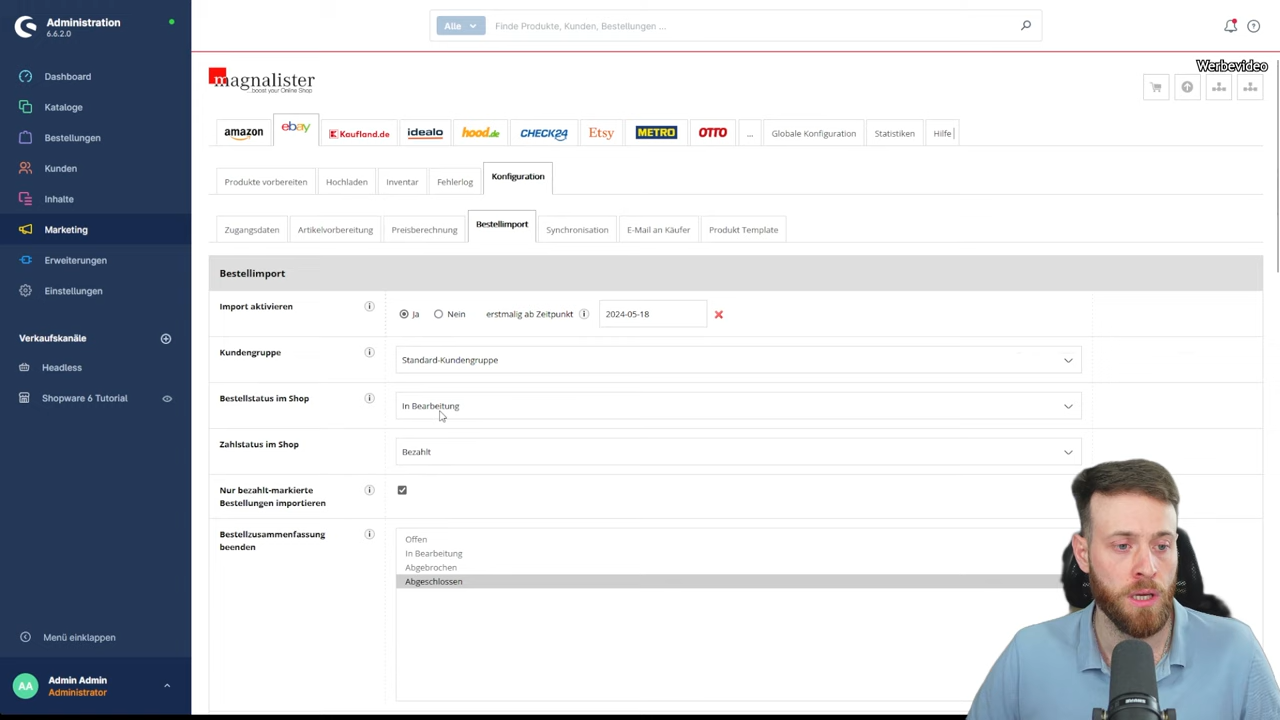 Administration
6.6.2.0
Alle
Finde Produkte, Kunden, Bestellungen ...
Werbevideo
Dashboard
Kataloge
Bestellungen
Kunden
Inhalte
Marketing
Erweiterungen
Einstellungen
Verkaufskanäle
Headless
Shopware 6 Tutorial
Menü einklappen
AA
Admin Admin
Administrator
magnalister
boost your Online Shop
amazon
ebay
Kaufland.de
idealo
hood.de
CHECK24
Etsy
METRO
OTTO
...
Globale Konfiguration
Statistiken
Hilfe
Produkte vorbereiten
Hochladen
Inventar
Fehlerlog
Konfiguration
Zugangsdaten
Artikelvorbereitung
Preisberechnung
Bestellimport
Synchronisation
E-Mail an Käufer
Produkt Template
Bestellimport
Import aktivieren
Ja
Nein
erstmalig ab Zeitpunkt
2024-05-18
Kundengruppe
Standard-Kundengruppe
Bestellstatus im Shop
In Bearbeitung
Zahlstatus im Shop
Bezahlt
Nur bezahlt-markierte
Bestellungen importieren
Bestellzusammenfassung
beenden
Offen
In Bearbeitung
Abgebrochen
Abgeschlossen